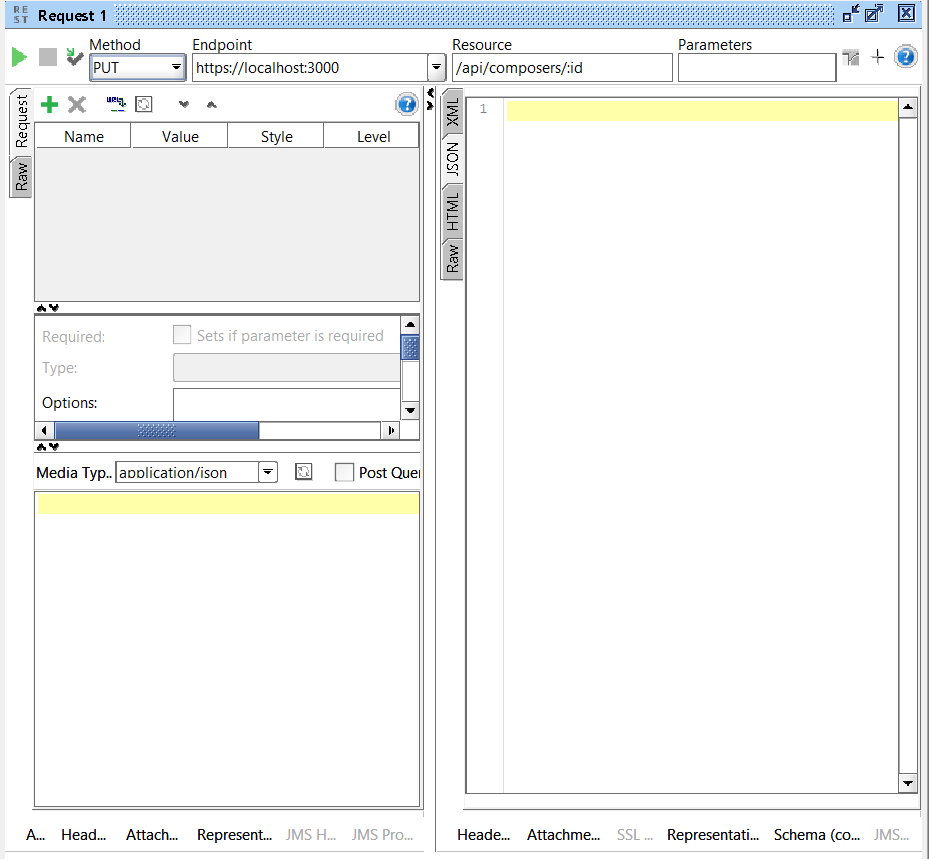 RE
ST
Request 1
Method
Endpoint
Resource
Parameters
PUT
https://localhost:3000
/api/composers/:id
Request
Raw
Name
Value
Style
Level
Required:
Sets if parameter is required
Type:
Options:
Media Typ..
application/json
Post Quer
XML
JSON
HTML
Raw
1
A...
Head...
Attach...
Represent...
JMS H...
JMS Pro...
Heade...
Attachme...
SSL ...
Representati...
Schema (co...
JMS...